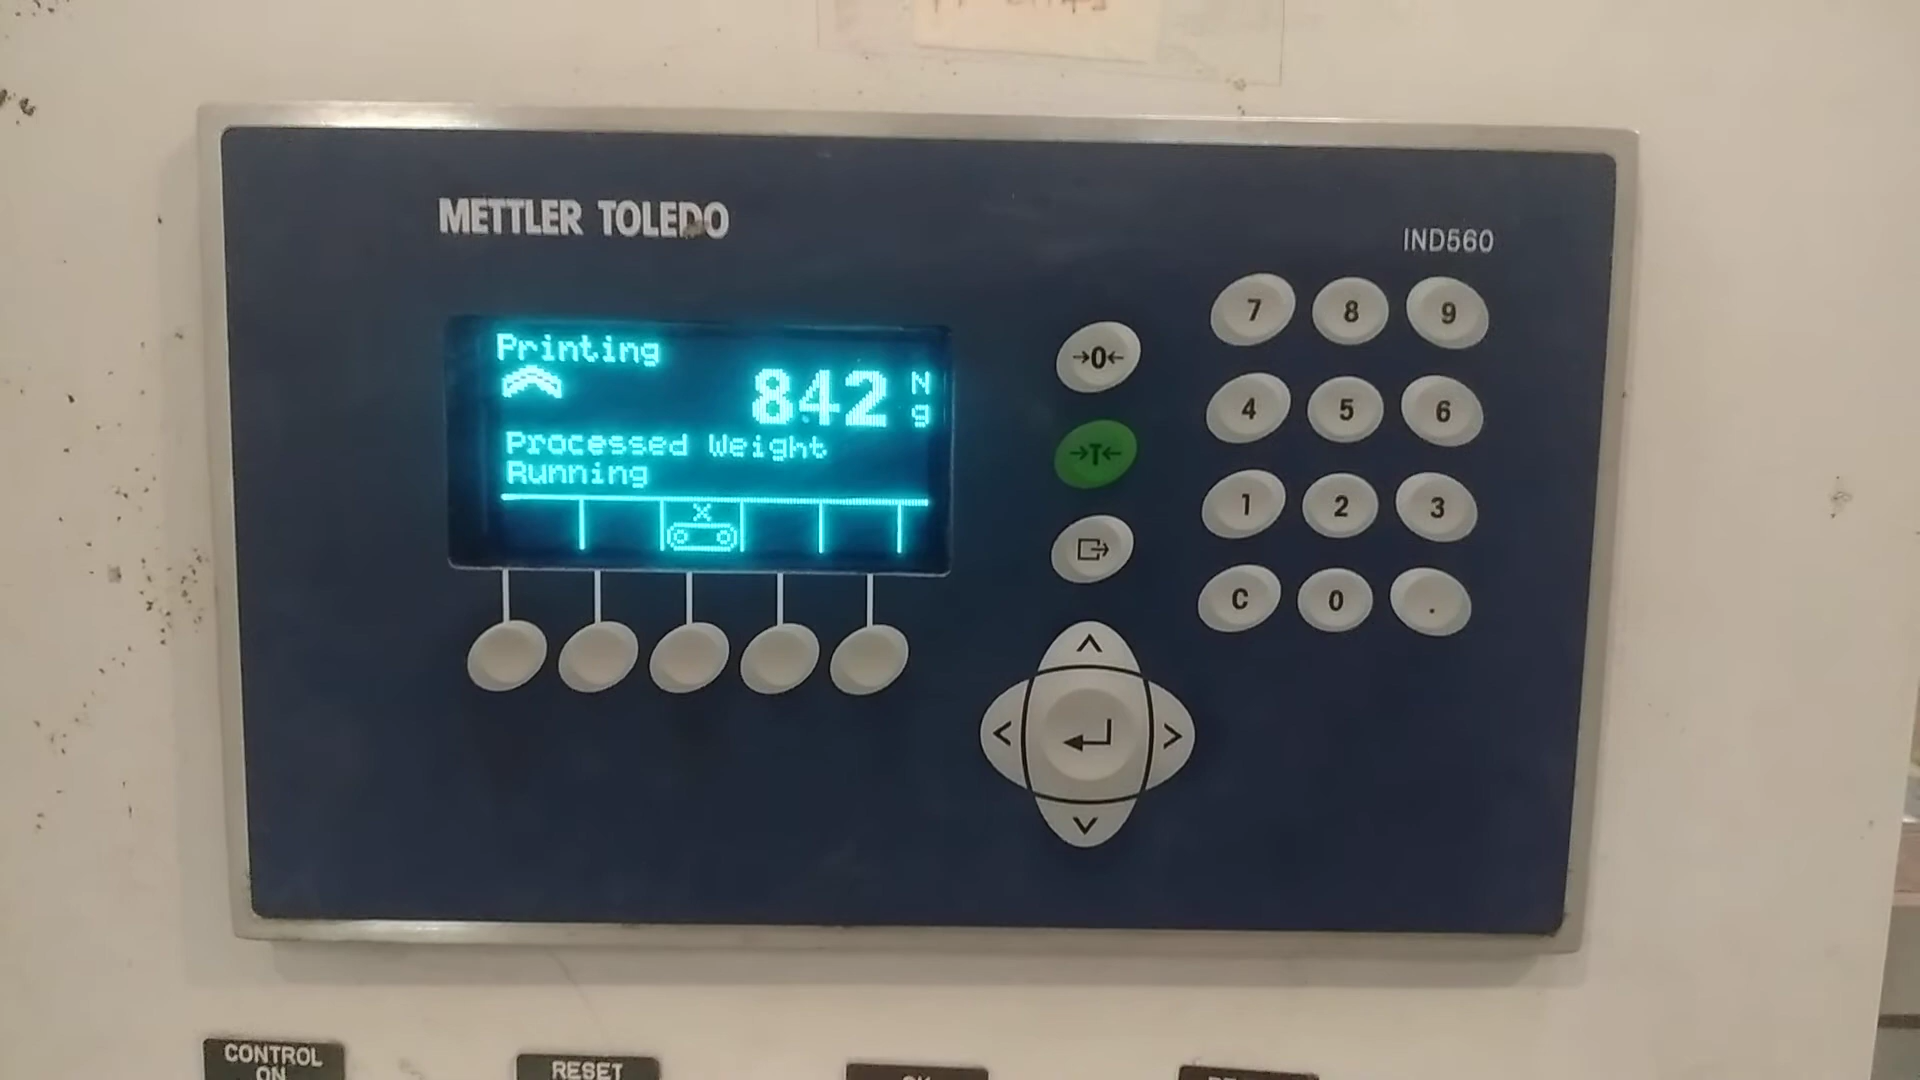 METTLER TOLEDO
IND560
Printing
842 N
g
Processed Weight
Running
X
→0←
→T←
7 8 9
4 5 6
1 2 3
C 0 .
CONTROL
ON
RESET